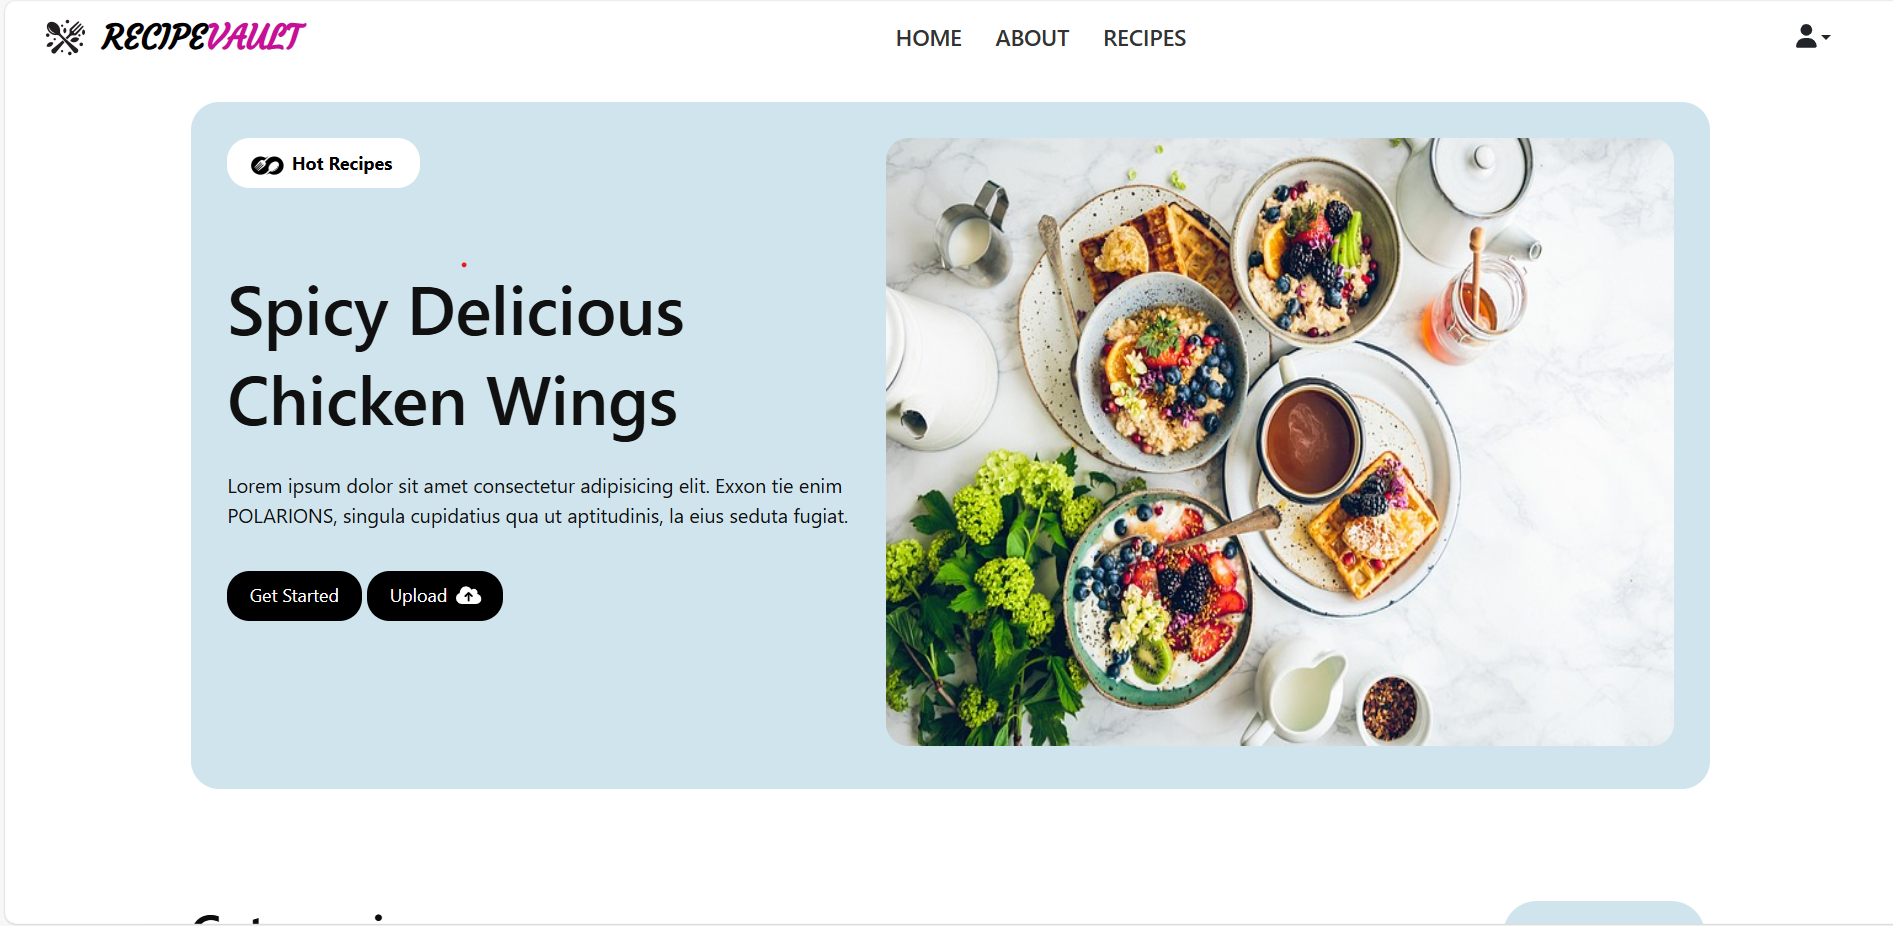 RECIPEVAULT
HOME ABOUT RECIPES
Hot Recipes
Spicy Delicious
Chicken Wings
Lorem ipsum dolor sit amet consectetur adipisicing elit. Exxon tie enim
POLARIONS, singula cupidatius qua ut aptitudinis, la eius seduta fugiat.
Get Started Upload